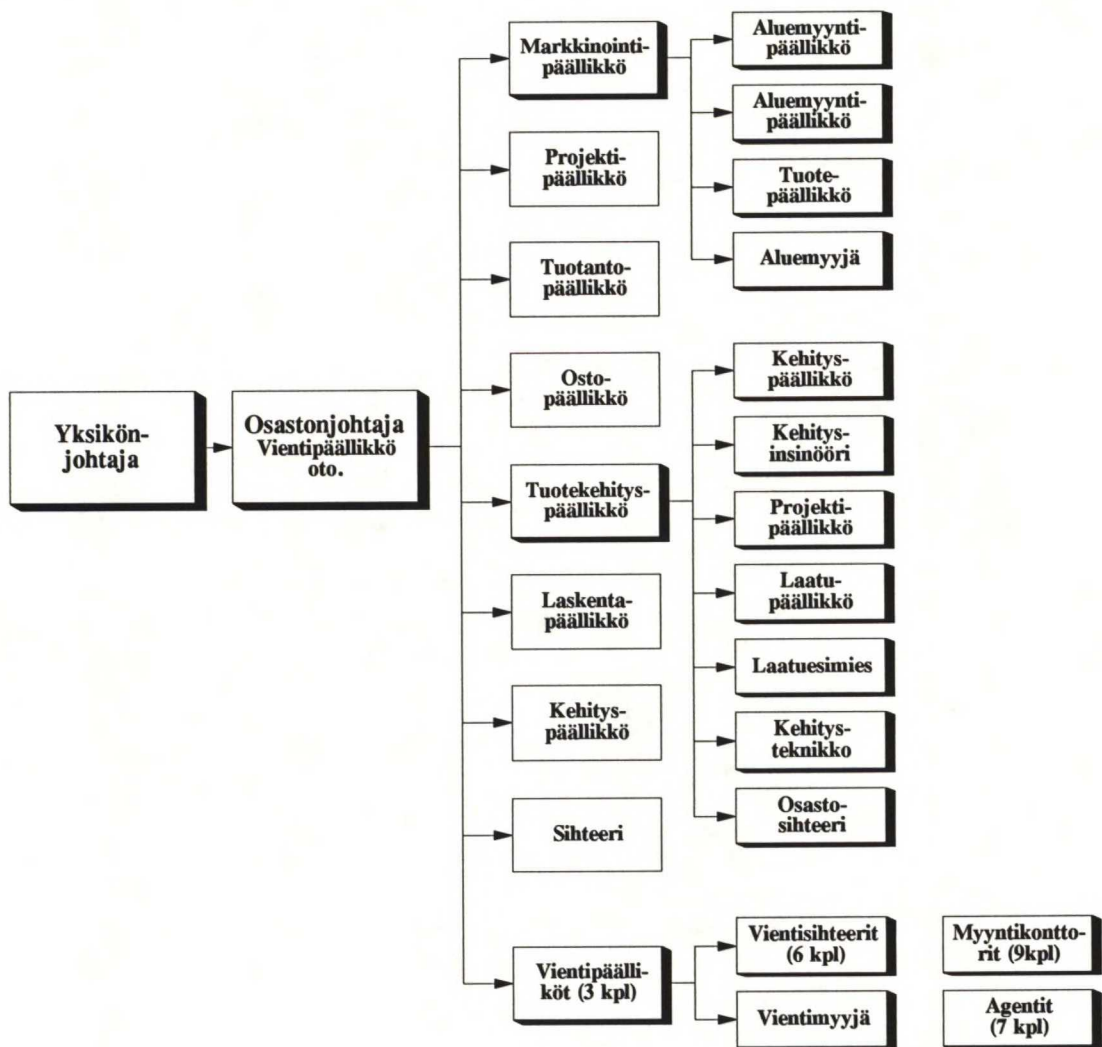 Yksikön-
johtaja
Osastonjohtaja
Vientipäällikkö
oto.
Markkinointi-
päällikkö
Projekti-
päällikkö
Tuotanto-
päällikkö
Osto-
päällikkö
Tuotekehitys-
päällikkö
Laskenta-
päällikkö
Kehitys-
päällikkö
Sihteeri
Vientipäälli-
köt (3 kpl)
Aluemyynti-
päällikkö
Aluemyynti-
päällikkö
Tuote-
päällikkö
Aluemyyjä
Kehitys-
päällikkö
Kehitys-
insinööri
Projekti-
päällikkö
Laatu-
päällikkö
Laatuesimies
Kehitys-
teknikko
Osasto-
sihteeri
Vientisihteerit
(6 kpl)
Vientimyyjä
Myyntikontto-
rit (9kpl)
Agentit
(7 kpl)